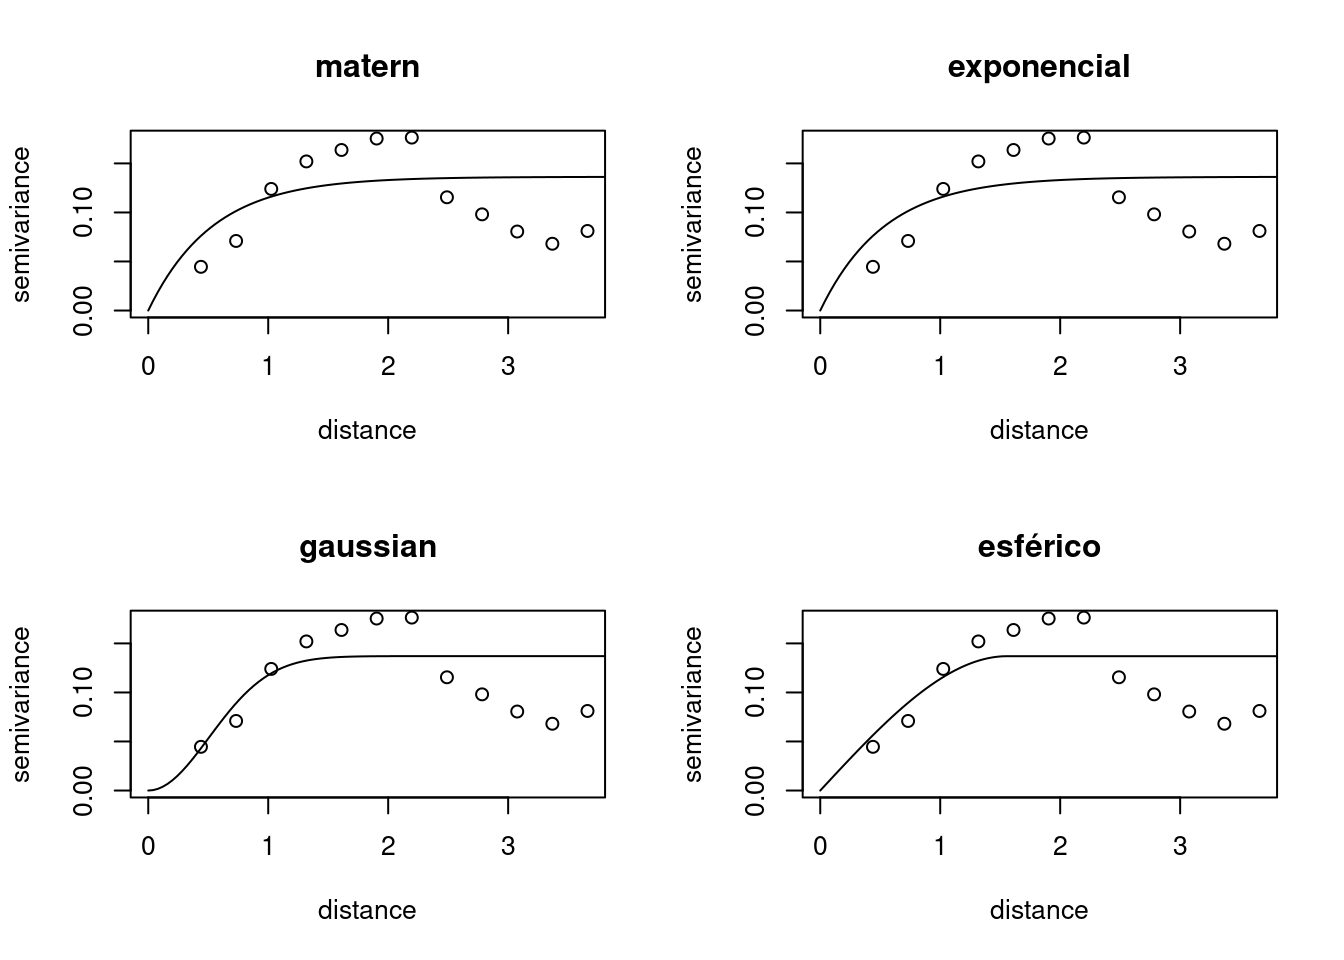 matern
semivariance
0.00 0.10
0 1 2 3
distance
exponencial
semivariance
0.00 0.10
0 1 2 3
distance
gaussian
semivariance
0.00 0.10
0 1 2 3
distance
esférico
semivariance
0.00 0.10
0 1 2 3
distance